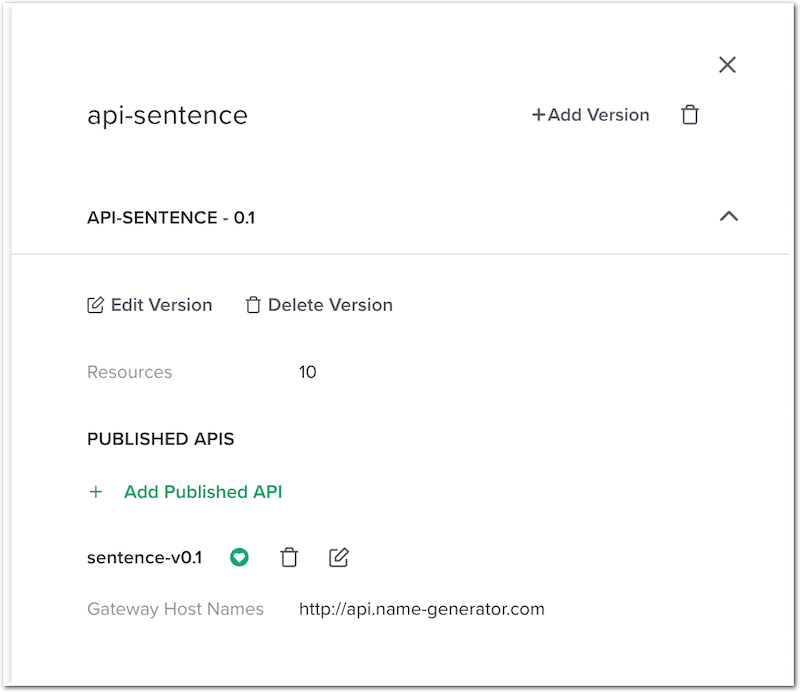 api-sentence
+Add Version
API-SENTENCE - 0.1
Edit Version
Delete Version
Resources 10
PUBLISHED APIS
+ Add Published API
sentence-v0.1
Gateway Host Names http://api.name-generator.com